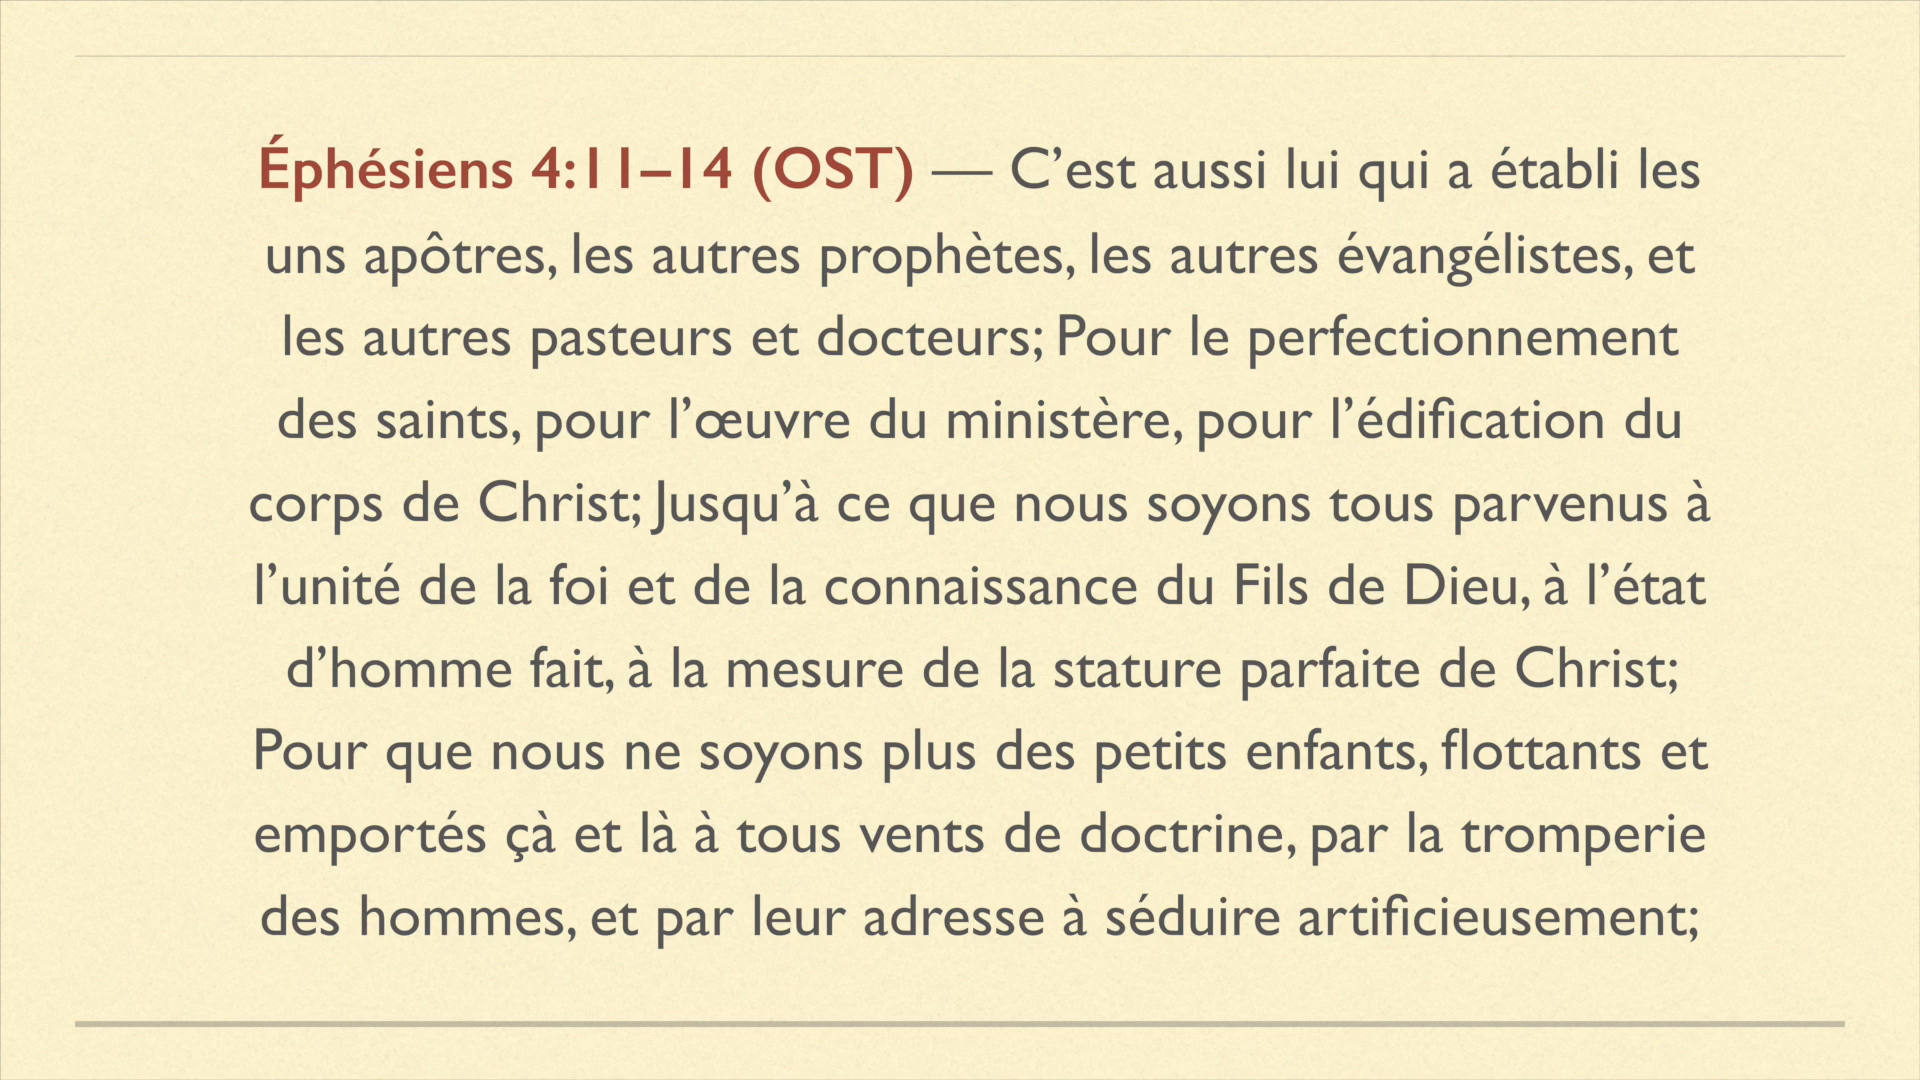 Éphésiens 4:11–14 (OST) — C’est aussi lui qui a établi les
uns apôtres, les autres prophètes, les autres évangélistes, et
les autres pasteurs et docteurs; Pour le perfectionnement
des saints, pour l’œuvre du ministère, pour l’édification du
corps de Christ; Jusqu’à ce que nous soyons tous parvenus à
l’unité de la foi et de la connaissance du Fils de Dieu, à l’état
d’homme fait, à la mesure de la stature parfaite de Christ;
Pour que nous ne soyons plus des petits enfants, flottants et
emportés çà et là à tous vents de doctrine, par la tromperie
des hommes, et par leur adresse à séduire artificieusement;